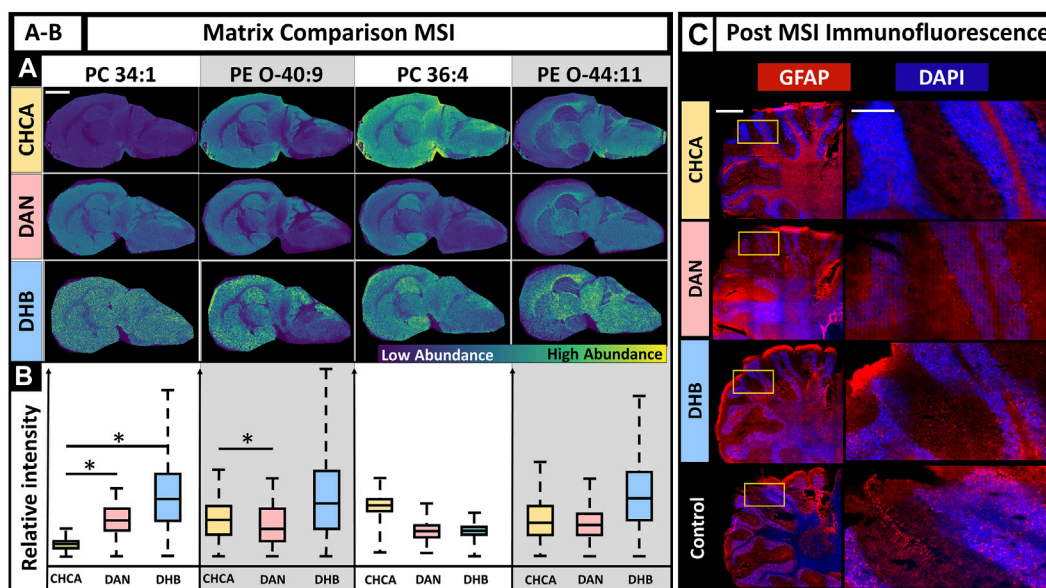 A-B Matrix Comparison MSI
A PC 34:1 PE O-40:9 PC 36:4 PE O-44:11
CHCA
DAN
DHB
Low Abundance High Abundance
B
Relative intensity
* *
*
CHCA DAN DHB CHCA DAN DHB CHCA DAN DHB CHCA DAN DHB
C Post MSI Immunofluorescence
GFAP DAPI
CHCA
DAN
DHB
Control